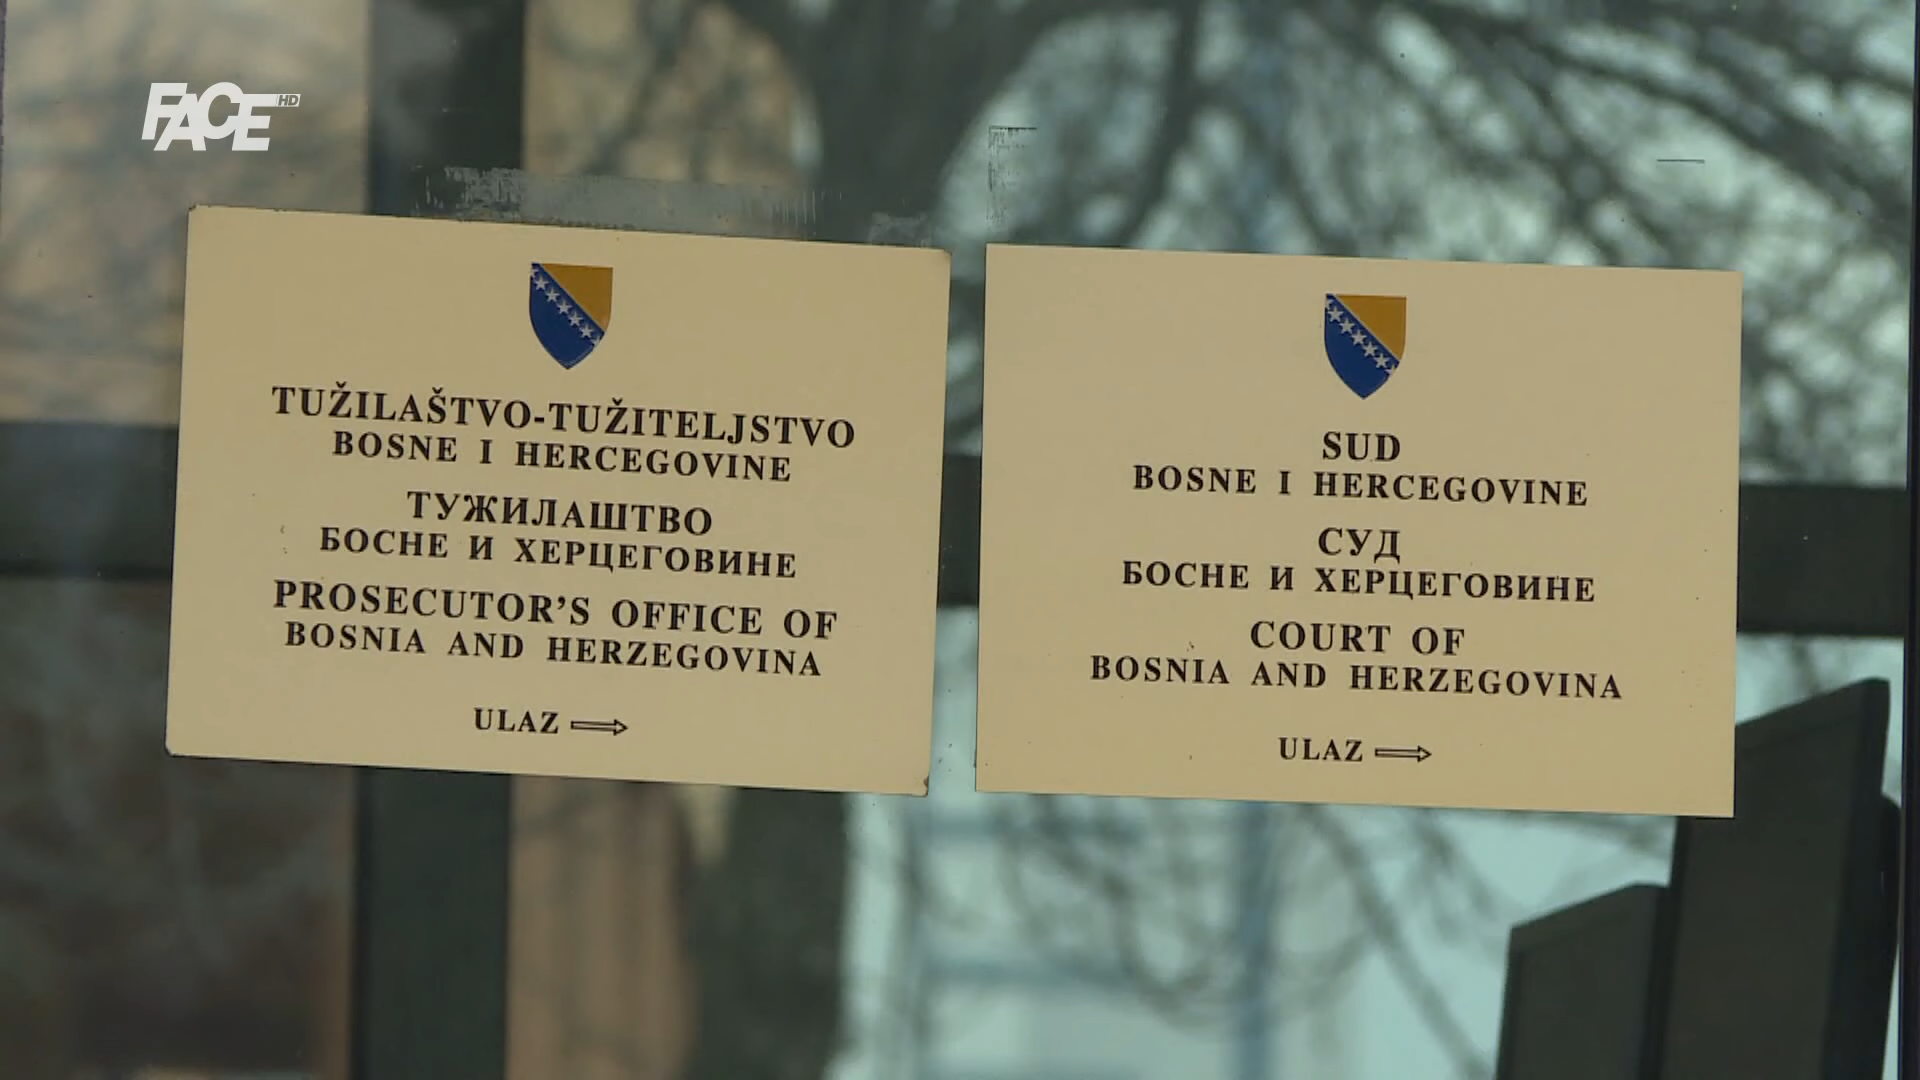 FACE HD
TUŽILAŠTVO-TUŽITELJSTVO
BOSNE I HERCEGOVINE
ТУЖИЛАШТВО
БОСНЕ И ХЕРЦЕГОВИНЕ
PROSECUTOR'S OFFICE OF
BOSNIA AND HERZEGOVINA
ULAZ
SUD
BOSNE I HERCEGOVINE
СУД
БОСНЕ И ХЕРЦЕГОВИНЕ
COURT OF
BOSNIA AND HERZEGOVINA
ULAZ